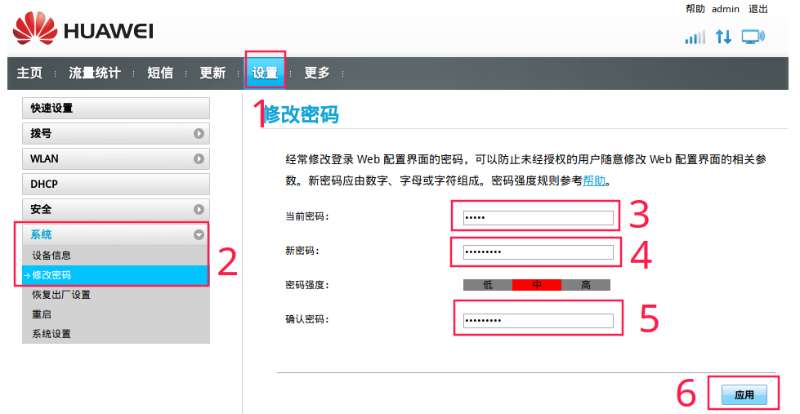 帮助 admin 退出
HUAWEI
主页 流量统计 短信 更新 设置 更多
1
修改密码
快速设置
拨号
WLAN
DHCP
安全
系统
设备信息
→修改密码
恢复出厂设置
重启
系统设置
2
经常修改登录 Web 配置界面的密码，可以防止未经授权的用户随意修改 Web 配置界面的相关参
数。新密码应由数字、字母或字符组成。密码强度规则参考帮助。
当前密码: ••••• 3
新密码: ••••••••• 4
密码强度: 低 中 高
确认密码: ••••••••• 5
6 应用